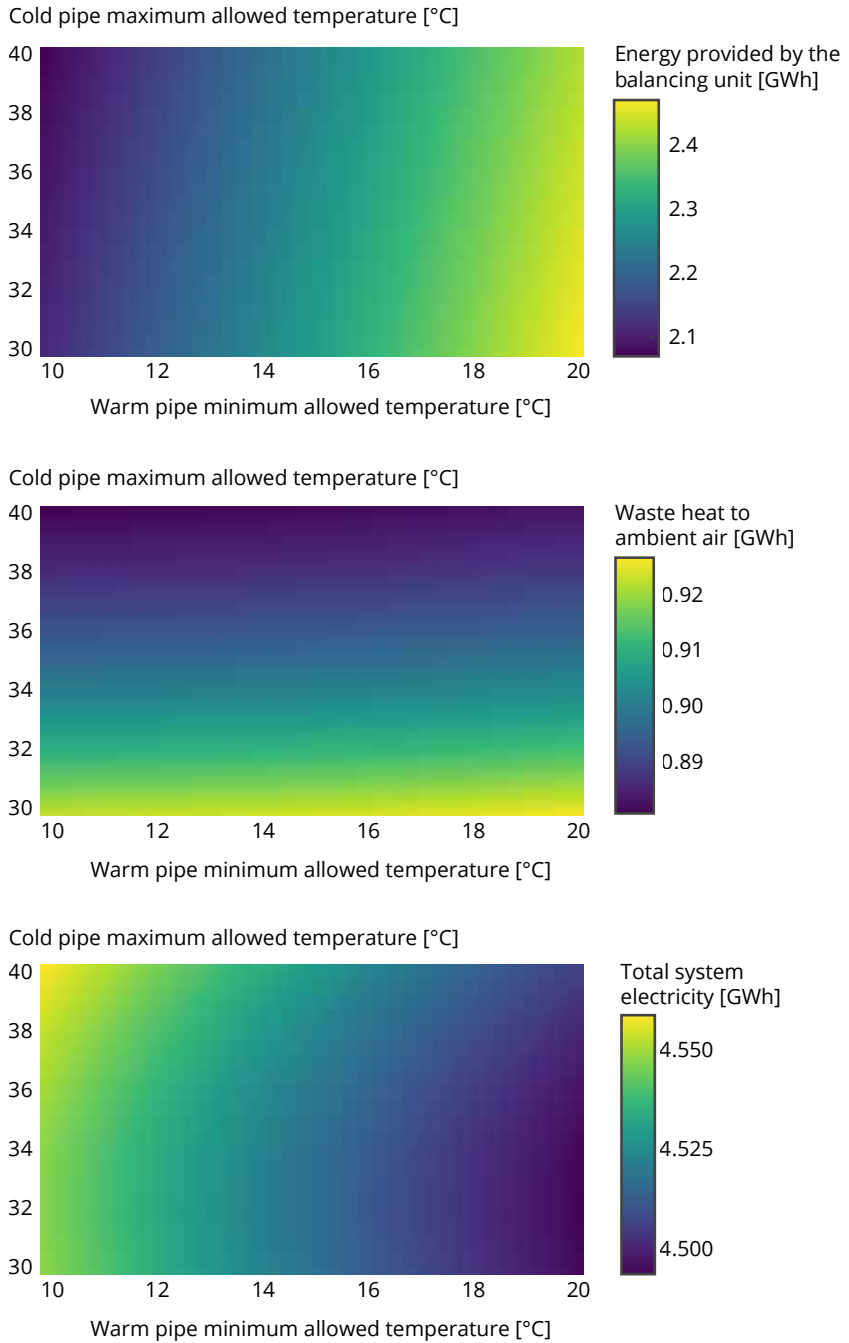 Cold pipe maximum allowed temperature [°C]
Energy provided by the
balancing unit [GWh]
40
38
36
34
32
30
2.4
2.3
2.2
2.1
10 12 14 16 18 20
Warm pipe minimum allowed temperature [°C]
Cold pipe maximum allowed temperature [°C]
Waste heat to
ambient air [GWh]
40
38
36
34
32
30
0.92
0.91
0.90
0.89
10 12 14 16 18 20
Warm pipe minimum allowed temperature [°C]
Cold pipe maximum allowed temperature [°C]
Total system
electricity [GWh]
40
38
36
34
32
30
4.550
4.525
4.500
10 12 14 16 18 20
Warm pipe minimum allowed temperature [°C]